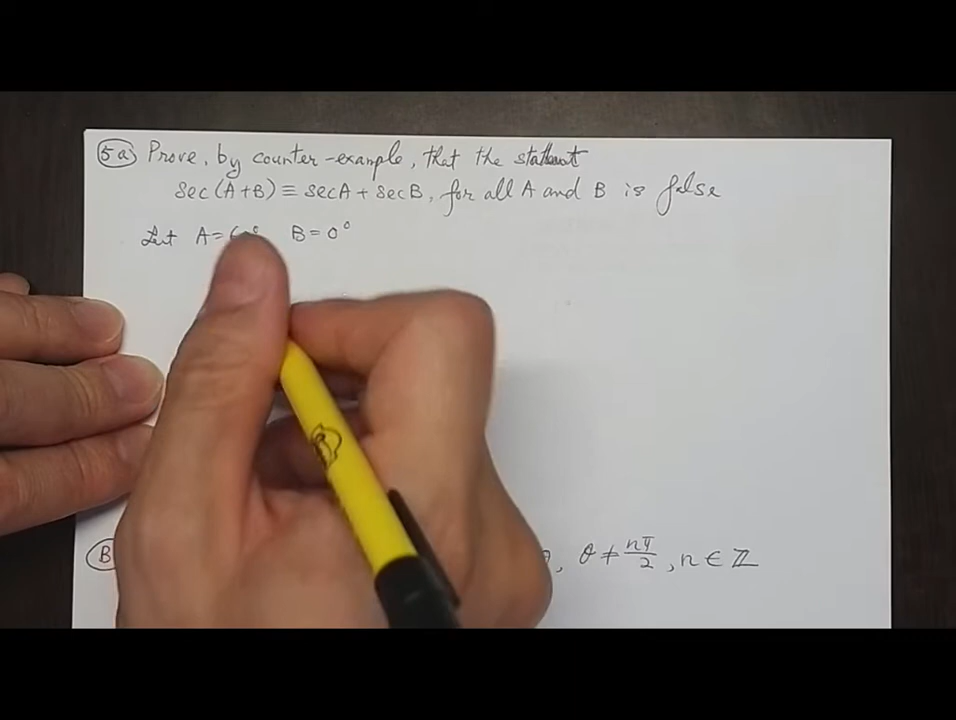 5a) Prove, by counter-example, that the statement
sec(A+B) ≡ secA + secB, for all A and B is false
Let A= B=0°
B θ≠nπ/2, n∈ℤ